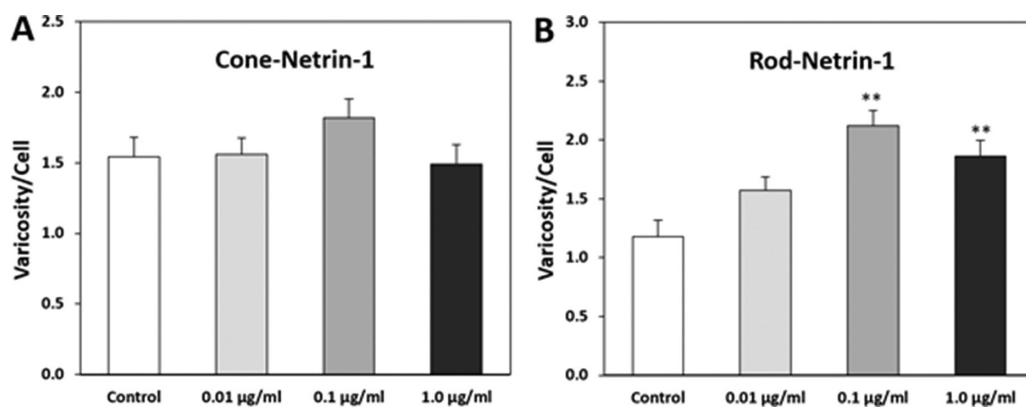 A
Cone-Netrin-1
Varicosity/Cell
2.5
2.0
1.5
1.0
0.5
0.0
Control 0.01 µg/ml 0.1 µg/ml 1.0 µg/ml
B
Rod-Netrin-1
Varicosity/Cell
3.0
2.5
2.0
1.5
1.0
0.5
0.0
**
**
Control 0.01 µg/ml 0.1 µg/ml 1.0 µg/ml